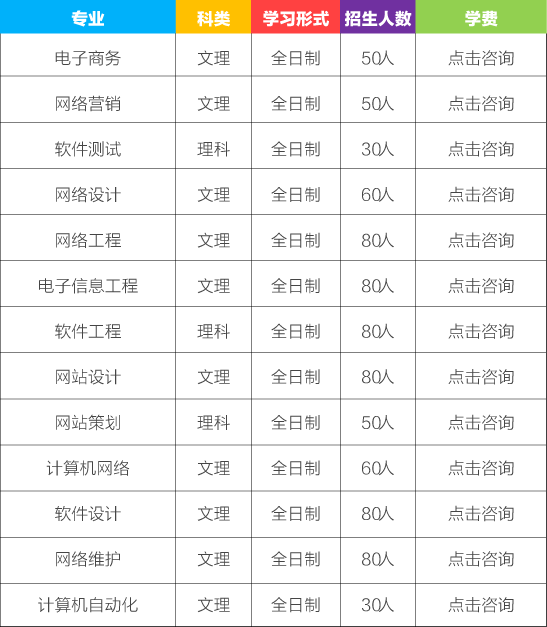 专业 科类 学习形式 招生人数 学费
电子商务 文理 全日制 50人 点击咨询
网络营销 文理 全日制 50人 点击咨询
软件测试 理科 全日制 30人 点击咨询
网络设计 文理 全日制 60人 点击咨询
网络工程 文理 全日制 80人 点击咨询
电子信息工程 文理 全日制 80人 点击咨询
软件工程 理科 全日制 80人 点击咨询
网站设计 文理 全日制 80人 点击咨询
网站策划 理科 全日制 50人 点击咨询
计算机网络 文理 全日制 60人 点击咨询
软件设计 文理 全日制 80人 点击咨询
网络维护 文理 全日制 80人 点击咨询
计算机自动化 文理 全日制 30人 点击咨询